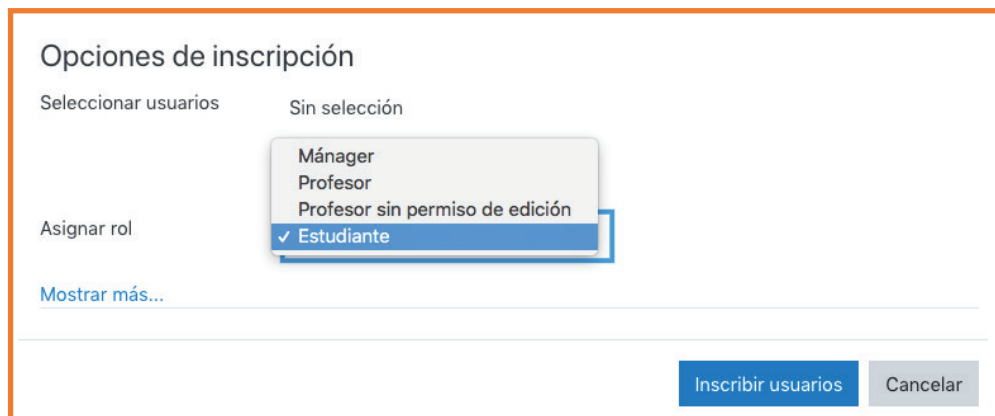 Opciones de inscripción
Seleccionar usuarios Sin selección
Mánager
Profesor
Profesor sin permiso de edición
Asignar rol ✓ Estudiante
Mostrar más...
Inscribir usuarios Cancelar